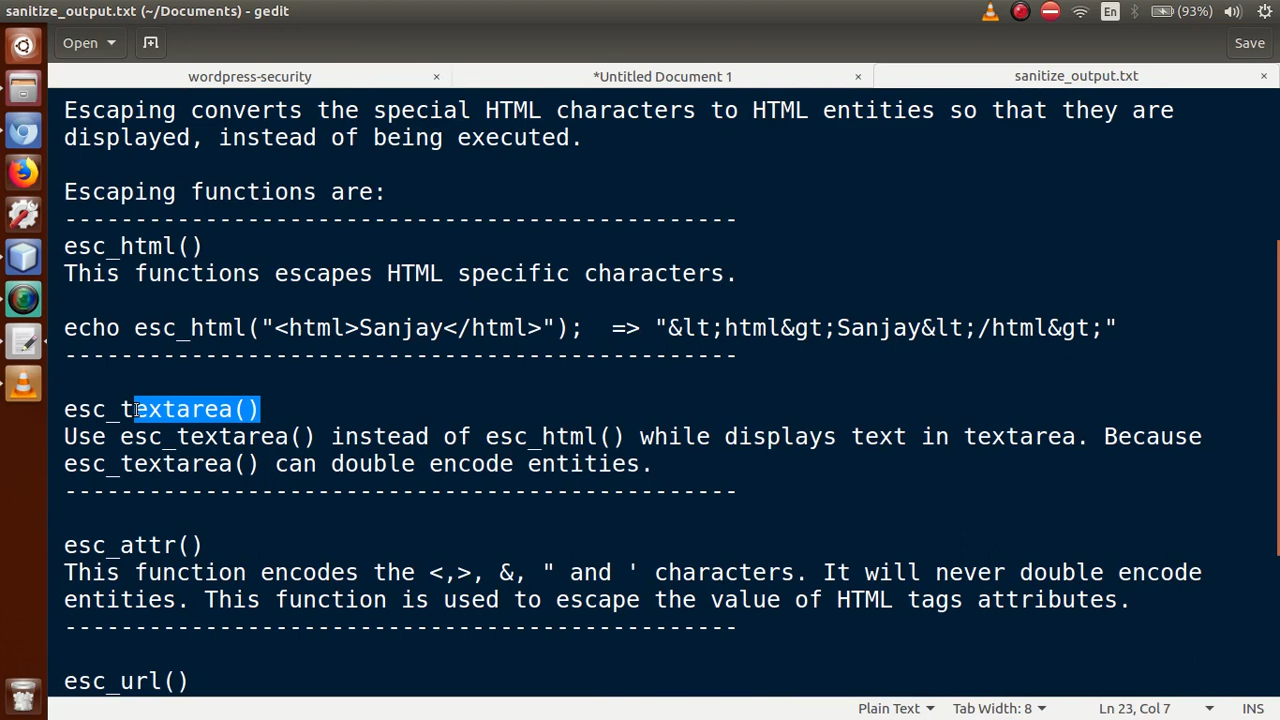 sanitize_output.txt (~/Documents) - gedit
En
(93%)
Open
Save
wordpress-security ×
*Untitled Document 1 ×
sanitize_output.txt ×
Escaping converts the special HTML characters to HTML entities so that they are
displayed, instead of being executed.
Escaping functions are:
------------------------------------------------
esc_html()
This functions escapes HTML specific characters.
echo esc_html("<html>Sanjay</html>");  => "&lt;html&gt;Sanjay&lt;/html&gt;"
------------------------------------------------
esc_textarea()
Use esc_textarea() instead of esc_html() while displays text in textarea. Because
esc_textarea() can double encode entities.
------------------------------------------------
esc_attr()
This function encodes the <,>, &, " and ' characters. It will never double encode
entities. This function is used to escape the value of HTML tags attributes.
------------------------------------------------
esc_url()
Plain Text
Tab Width: 8
Ln 23, Col 7
INS